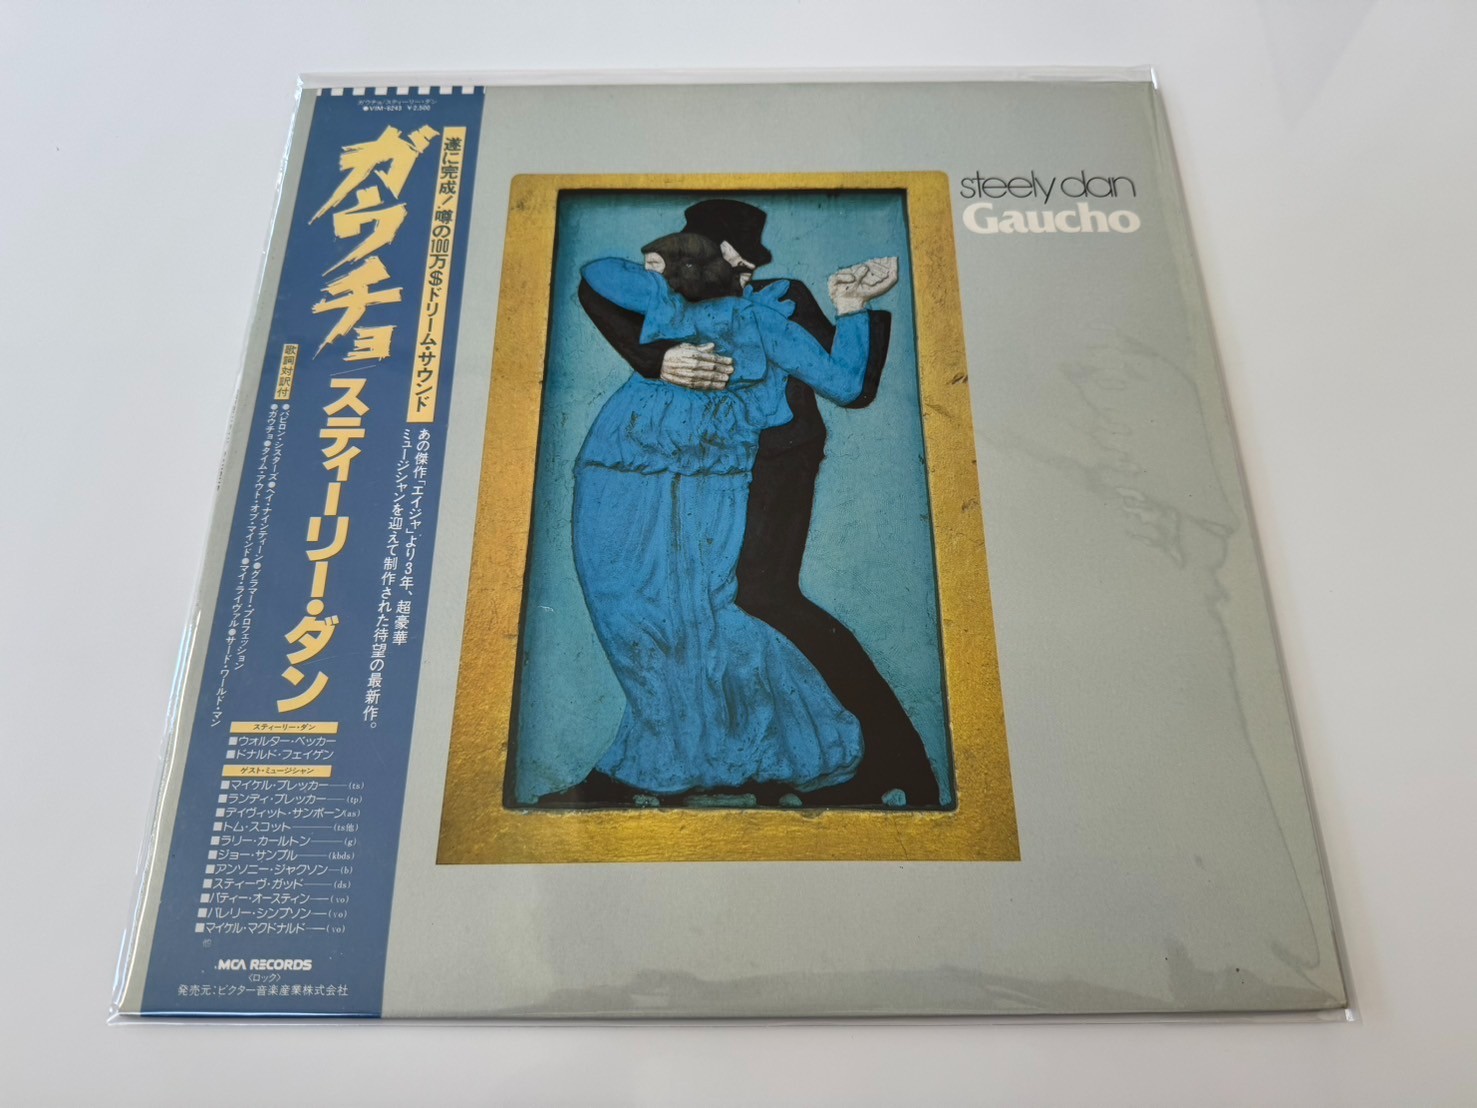 ガウチョ/スティーリー・ダン
●VIM-6243 ¥2,500
遂に完成!噂の100万$ドリーム・サウンド
ガウチョ/スティーリー・ダン
あの傑作「エイジャ」より3年、超豪華
ミュージシャンを迎えて制作された待望の最新作。
歌詞対訳付
●バビロン・シスターズ●ヘイ・ナインティーン●グラマー・プロフェッション
●ガウチョ●タイム・アウト・オブ・マインド●マイ・ライヴァル●サード・ワールド・マン
スティーリー・ダン
■ウォルター・ベッカー
■ドナルド・フェイゲン
ゲスト・ミュージシャン
■マイケル・ブレッカー——(ts)
■ランディ・ブレッカー——(tp)
■デイヴィット・サンボーン(as)
■トム・スコット————(ts他)
■ラリー・カールトン———(g)
■ジョー・サンプル———(kbds)
■アンソニー・ジャクソン—(b)
■スティーヴ・ガッド———(ds)
■パティー・オースティン——(vo)
■バレリー・シンプソン——(vo)
■マイケル・マクドナルド——(vo)
他
MCA RECORDS
〈ロック〉
発売元:ビクター音楽産業株式会社
steely dan
Gaucho